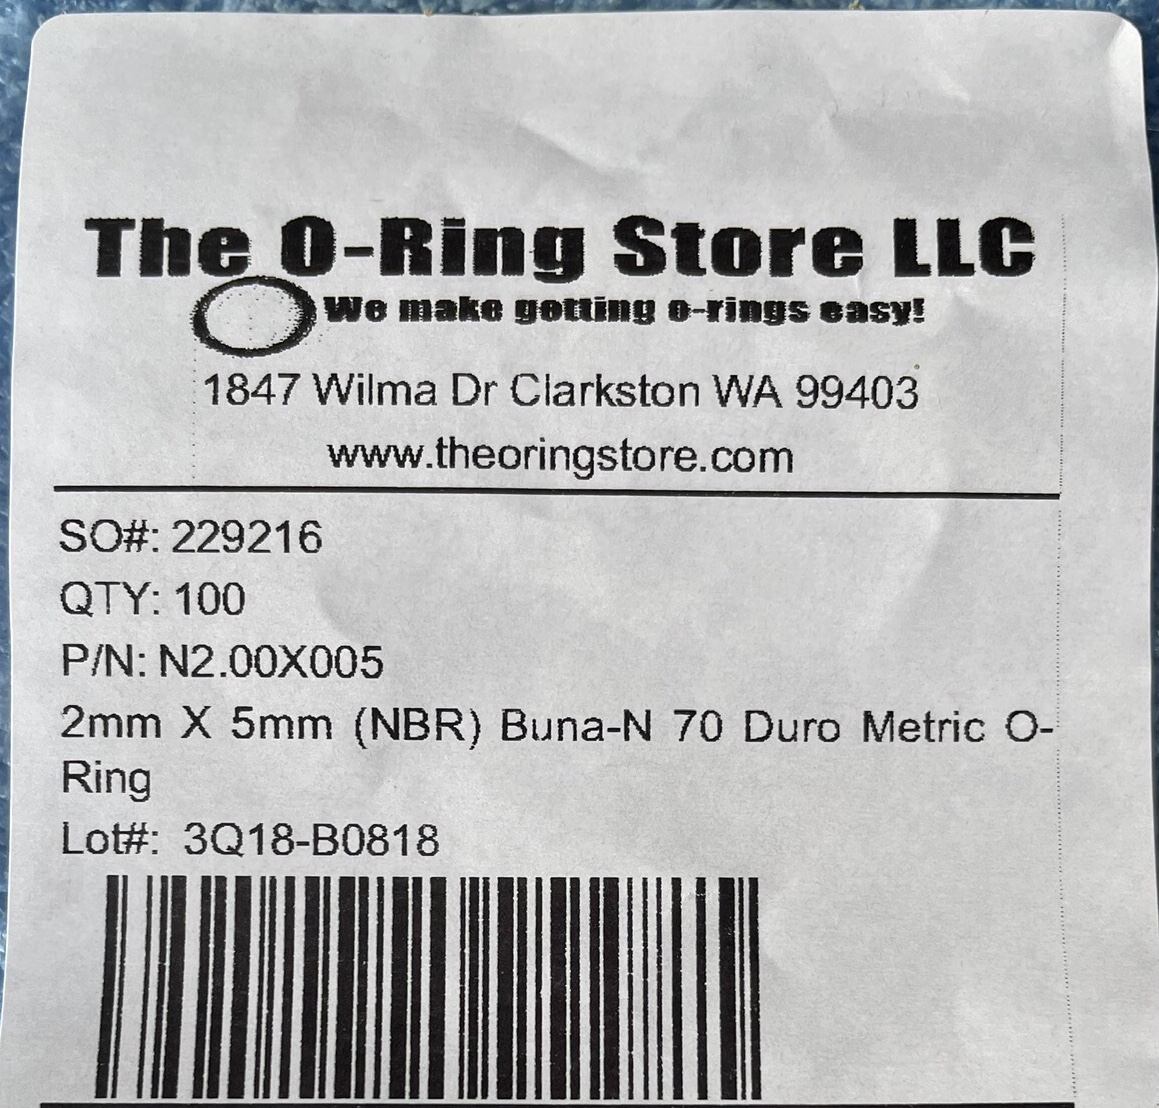 The O-Ring Store LLC
We make getting o-rings easy!
1847 Wilma Dr Clarkston WA 99403
www.theoringstore.com
SO#: 229216
QTY: 100
P/N: N2.00X005
2mm X 5mm (NBR) Buna-N 70 Duro Metric O-
Ring
Lot#: 3Q18-B0818